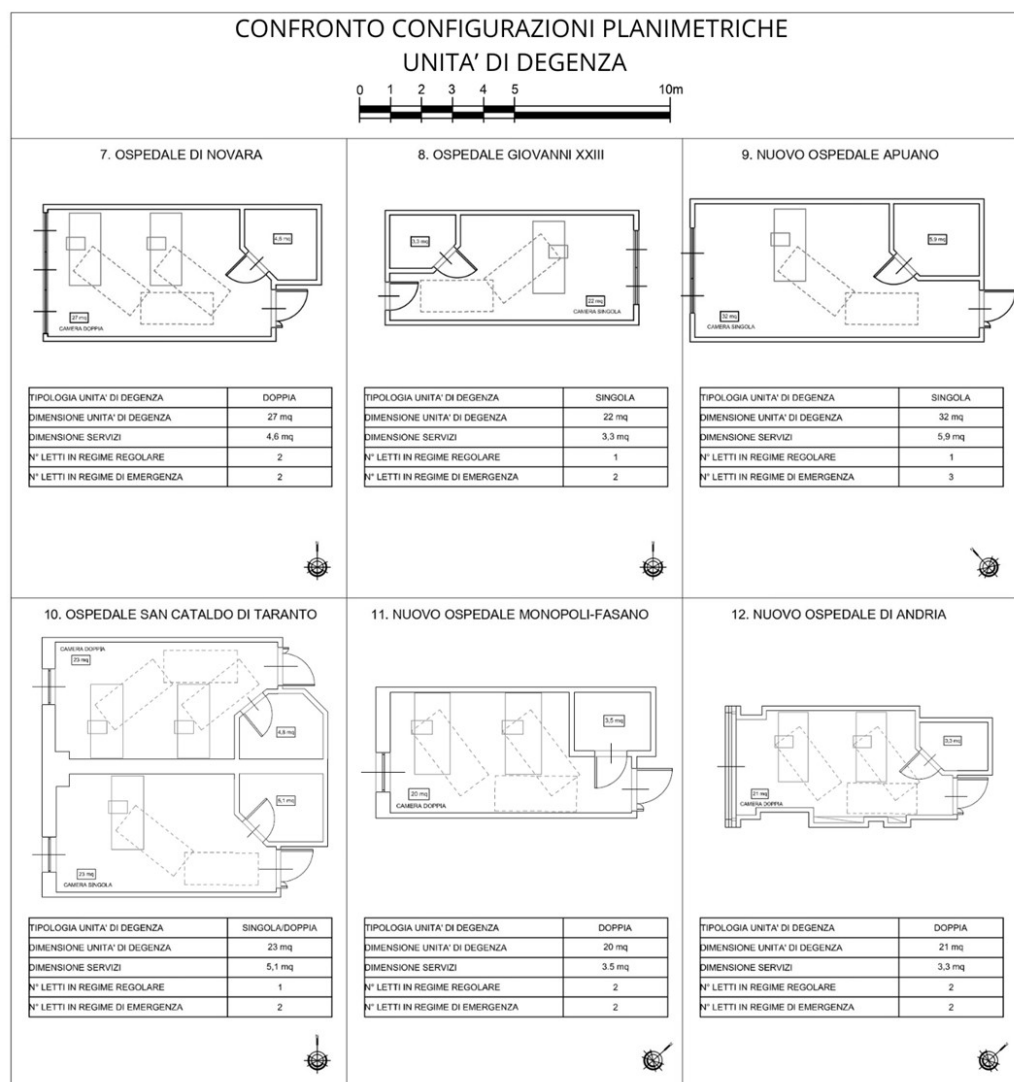 CONFRONTO CONFIGURAZIONI PLANIMETRICHE
UNITA' DI DEGENZA
0 1 2 3 4 5 10m
7. OSPEDALE DI NOVARA
4,6 mq
27 mq
CAMERA DOPPIA
TIPOLOGIA UNITA' DI DEGENZA DOPPIA
DIMENSIONE UNITA' DI DEGENZA 27 mq
DIMENSIONE SERVIZI 4,6 mq
N° LETTI IN REGIME REGOLARE 2
N° LETTI IN REGIME DI EMERGENZA 2
8. OSPEDALE GIOVANNI XXIII
3,3 mq
22 mq
CAMERA SINGOLA
TIPOLOGIA UNITA' DI DEGENZA SINGOLA
DIMENSIONE UNITA' DI DEGENZA 22 mq
DIMENSIONE SERVIZI 3,3 mq
N° LETTI IN REGIME REGOLARE 1
N° LETTI IN REGIME DI EMERGENZA 2
9. NUOVO OSPEDALE APUANO
5,9 mq
32 mq
CAMERA SINGOLA
TIPOLOGIA UNITA' DI DEGENZA SINGOLA
DIMENSIONE UNITA' DI DEGENZA 32 mq
DIMENSIONE SERVIZI 5,9 mq
N° LETTI IN REGIME REGOLARE 1
N° LETTI IN REGIME DI EMERGENZA 3
10. OSPEDALE SAN CATALDO DI TARANTO
CAMERA DOPPIA
23 mq
4,8 mq
5,1 mq
23 mq
CAMERA SINGOLA
TIPOLOGIA UNITA' DI DEGENZA SINGOLA/DOPPIA
DIMENSIONE UNITA' DI DEGENZA 23 mq
DIMENSIONE SERVIZI 5,1 mq
N° LETTI IN REGIME REGOLARE 1
N° LETTI IN REGIME DI EMERGENZA 2
11. NUOVO OSPEDALE MONOPOLI-FASANO
3,5 mq
20 mq
CAMERA DOPPIA
TIPOLOGIA UNITA' DI DEGENZA DOPPIA
DIMENSIONE UNITA' DI DEGENZA 20 mq
DIMENSIONE SERVIZI 3.5 mq
N° LETTI IN REGIME REGOLARE 2
N° LETTI IN REGIME DI EMERGENZA 2
12. NUOVO OSPEDALE DI ANDRIA
3,3 mq
21 mq
CAMERA DOPPIA
TIPOLOGIA UNITA' DI DEGENZA DOPPIA
DIMENSIONE UNITA' DI DEGENZA 21 mq
DIMENSIONE SERVIZI 3,3 mq
N° LETTI IN REGIME REGOLARE 2
N° LETTI IN REGIME DI EMERGENZA 2